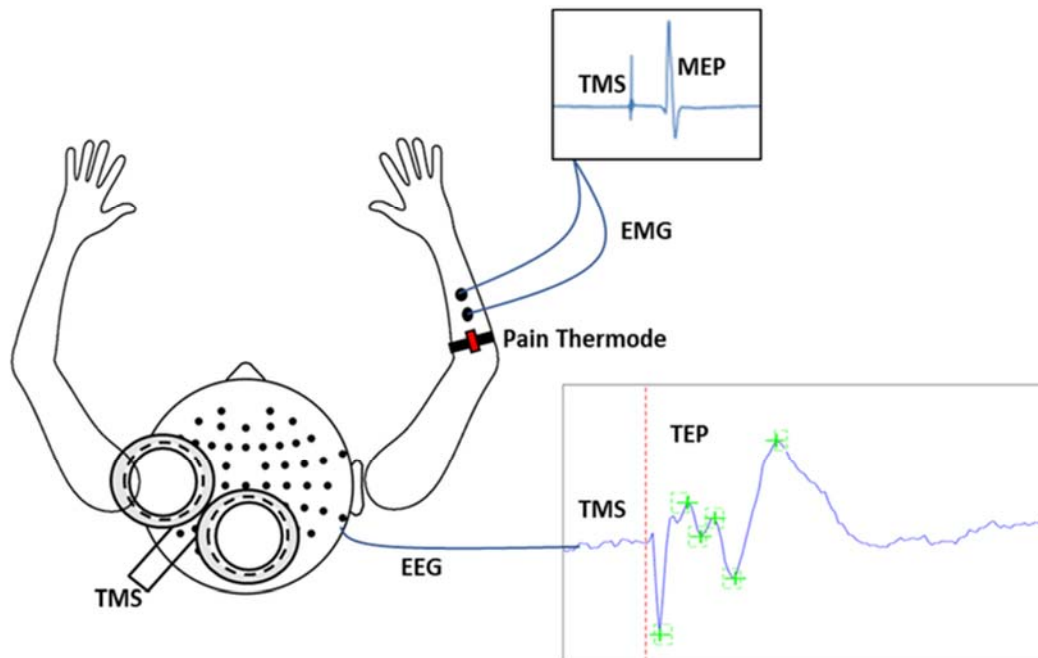 TMS
MEP
EMG
Pain Thermode
TEP
TMS
EEG
TMS